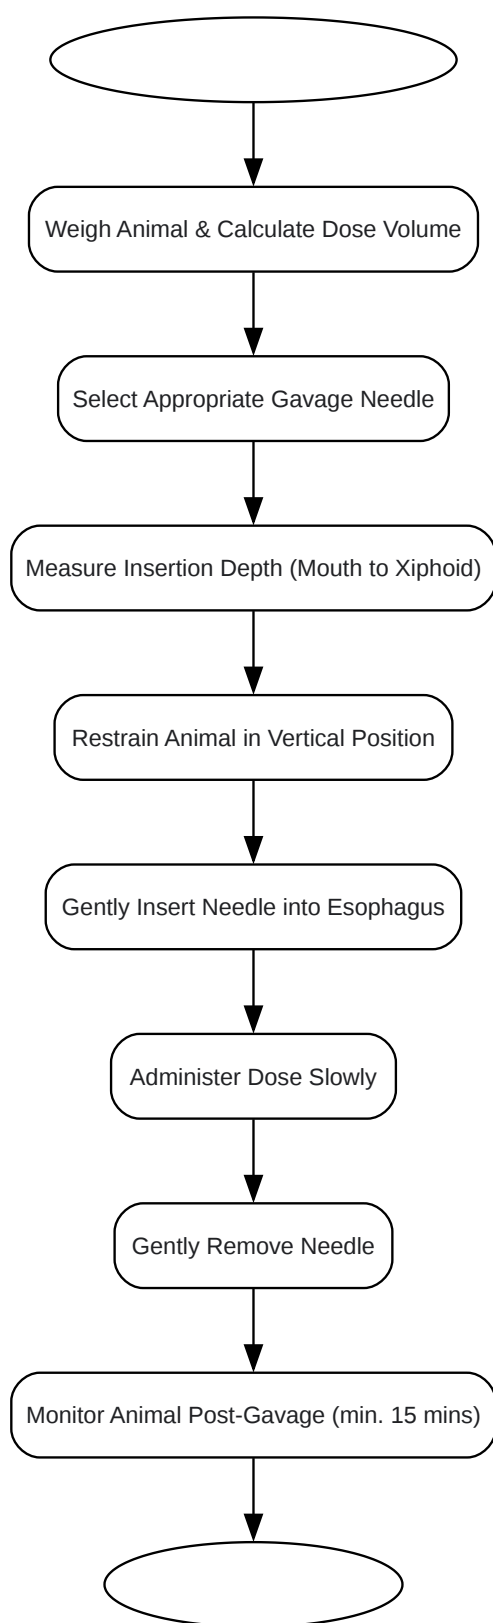 Weigh Animal & Calculate Dose Volume
Select Appropriate Gavage Needle
Measure Insertion Depth (Mouth to Xiphoid)
Restrain Animal in Vertical Position
Gently Insert Needle into Esophagus
Administer Dose Slowly
Gently Remove Needle
Monitor Animal Post-Gavage (min. 15 mins)